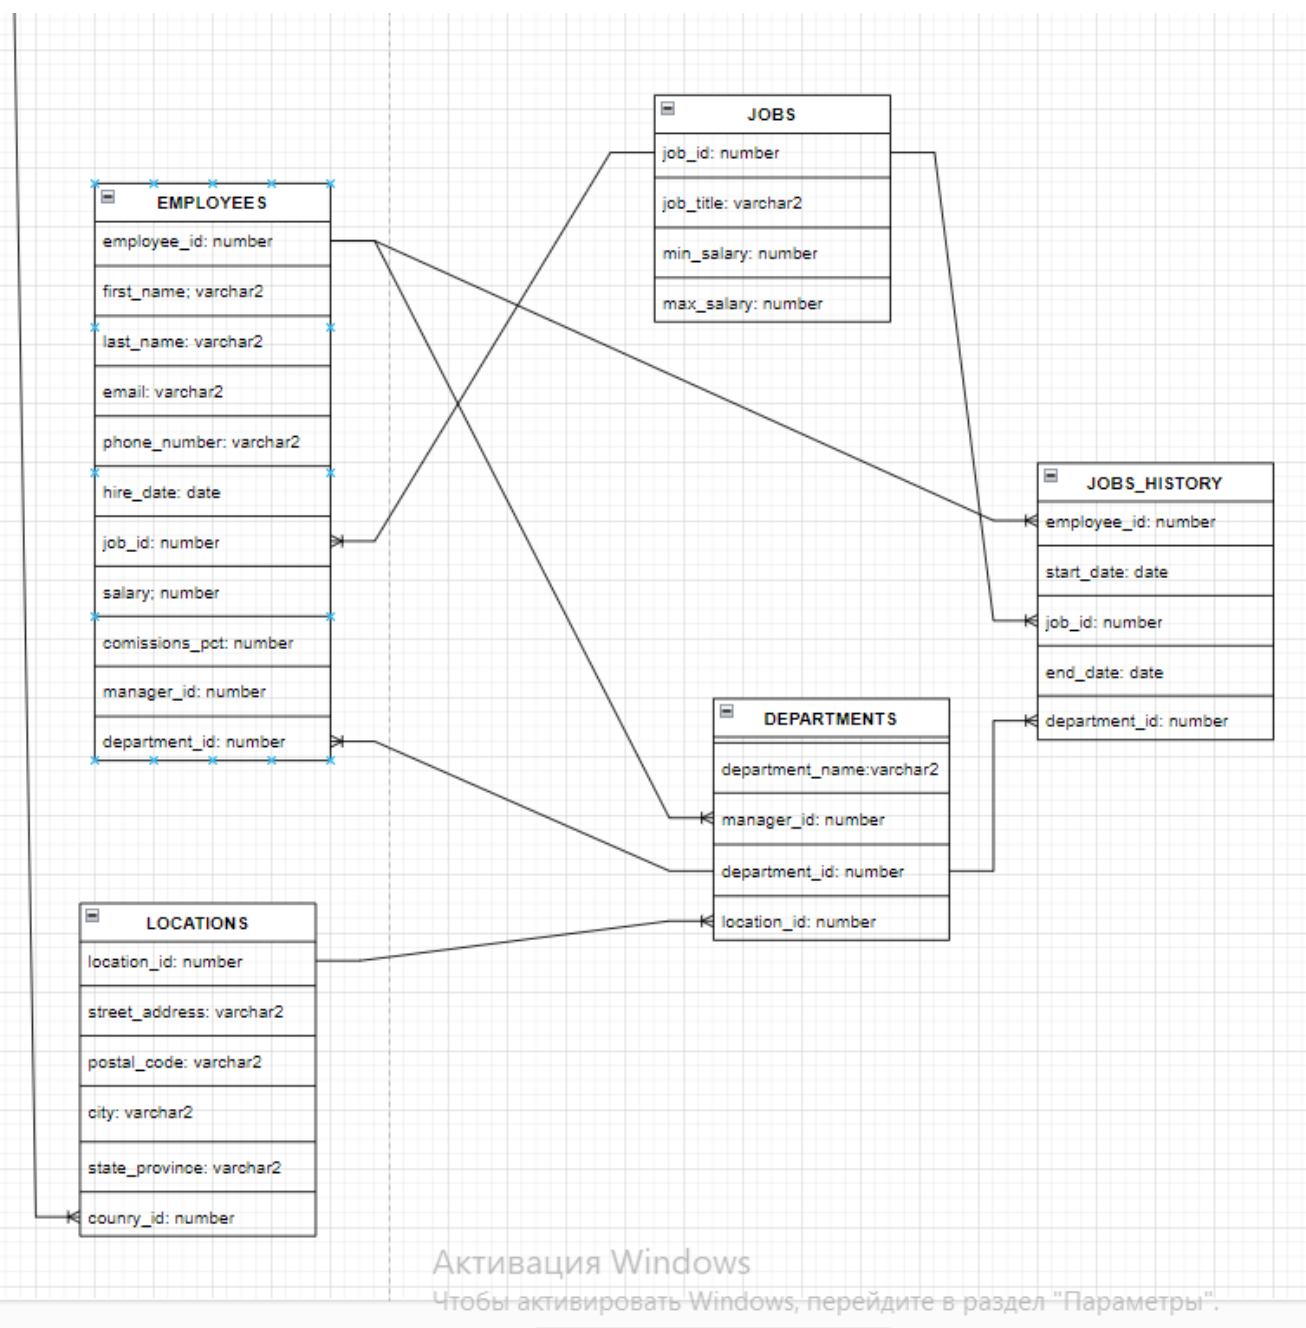 JOBS
job_id: number
job_title: varchar2
min_salary: number
max_salary: number
EMPLOYEES
employee_id: number
first_name; varchar2
last_name: varchar2
email: varchar2
phone_number: varchar2
hire_date: date
job_id: number
salary; number
comissions_pct: number
manager_id: number
department_id: number
JOBS_HISTORY
employee_id: number
start_date: date
job_id: number
end_date: date
department_id: number
DEPARTMENTS
department_name:varchar2
manager_id: number
department_id: number
location_id: number
LOCATIONS
location_id: number
street_address: varchar2
postal_code: varchar2
city: varchar2
state_province: varchar2
counry_id: number
Активация Windows
Чтобы активировать Windows, перейдите в раздел "Параметры".